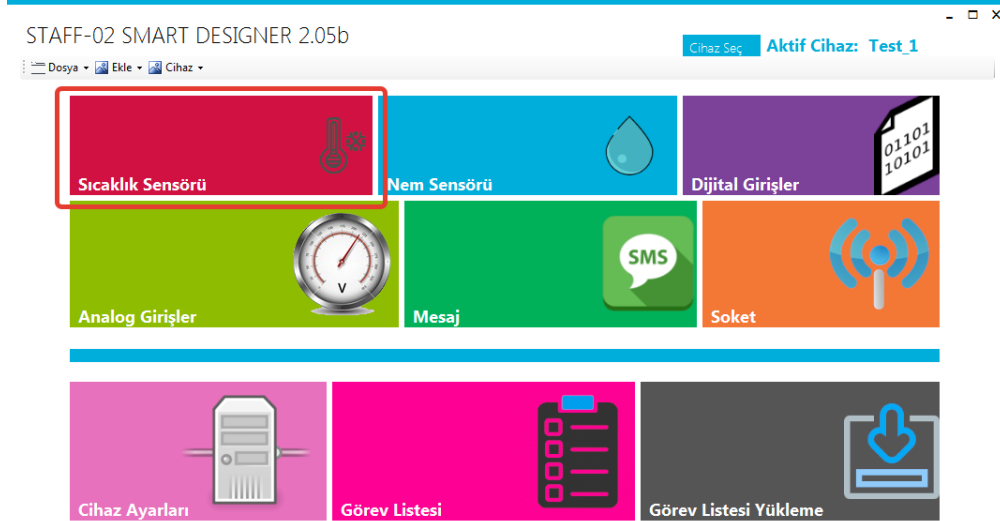 STAFF-02 SMART DESIGNER 2.05b
Cihaz Seç Aktif Cihaz: Test_1
Dosya Ekle Cihaz
Sıcaklık Sensörü
Nem Sensörü
Dijital Girişler
01101
10101
Analog Girişler
V
Mesaj
SMS
Soket
Cihaz Ayarları
Görev Listesi
Görev Listesi Yükleme